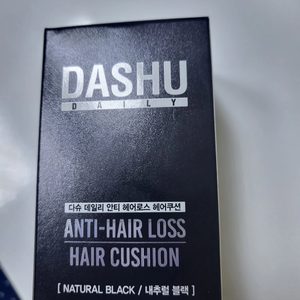 DASHU
DAILY
다슈 데일리 안티 헤어로스 헤어쿠션
ANTI-HAIR LOSS
HAIR CUSHION
[ NATURAL BLACK / 내추럴 블랙 ]